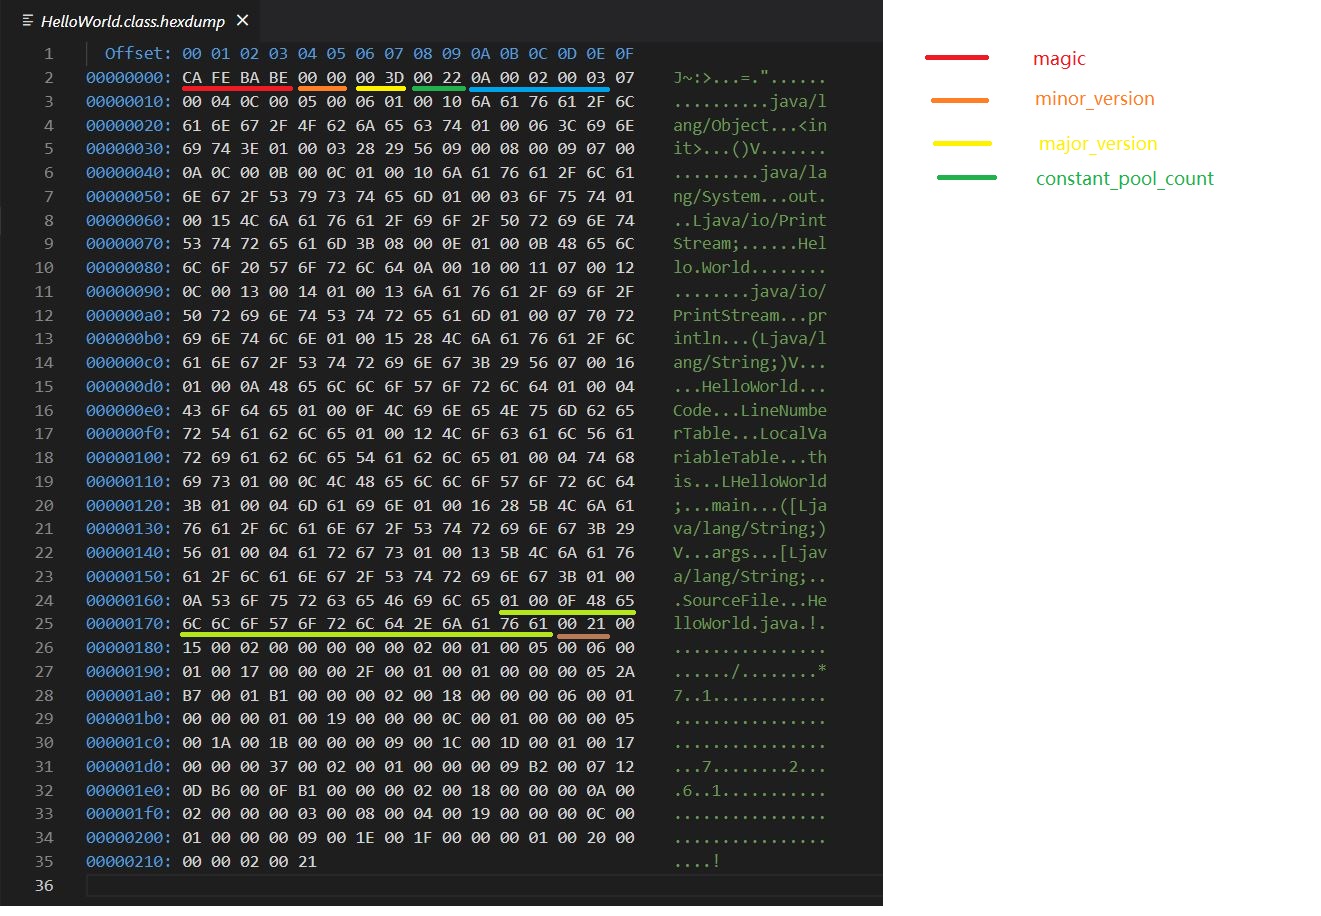 HelloWorld.class.hexdump ✕
1 Offset: 00 01 02 03 04 05 06 07 08 09 0A 0B 0C 0D 0E 0F
2 00000000: CA FE BA BE 00 00 00 3D 00 22 0A 00 02 00 03 07 J~:>...=."......
3 00000010: 00 04 0C 00 05 00 06 01 00 10 6A 61 76 61 2F 6C ..........java/l
4 00000020: 61 6E 67 2F 4F 62 6A 65 63 74 01 00 06 3C 69 6E ang/Object...<in
5 00000030: 69 74 3E 01 00 03 28 29 56 09 00 08 00 09 07 00 it>...()V.......
6 00000040: 0A 0C 00 0B 00 0C 01 00 10 6A 61 76 61 2F 6C 61 .........java/la
7 00000050: 6E 67 2F 53 79 73 74 65 6D 01 00 03 6F 75 74 01 ng/System...out.
8 00000060: 00 15 4C 6A 61 76 61 2F 69 6F 2F 50 72 69 6E 74 ..Ljava/io/Print
9 00000070: 53 74 72 65 61 6D 3B 08 00 0E 01 00 0B 48 65 6C Stream;......Hel
10 00000080: 6C 6F 20 57 6F 72 6C 64 0A 00 10 00 11 07 00 12 lo.World........
11 00000090: 0C 00 13 00 14 01 00 13 6A 61 76 61 2F 69 6F 2F ........java/io/
12 000000a0: 50 72 69 6E 74 53 74 72 65 61 6D 01 00 07 70 72 PrintStream...pr
13 000000b0: 69 6E 74 6C 6E 01 00 15 28 4C 6A 61 76 61 2F 6C intln...(Ljava/l
14 000000c0: 61 6E 67 2F 53 74 72 69 6E 67 3B 29 56 07 00 16 ang/String;)V...
15 000000d0: 01 00 0A 48 65 6C 6C 6F 57 6F 72 6C 64 01 00 04 ...HelloWorld...
16 000000e0: 43 6F 64 65 01 00 0F 4C 69 6E 65 4E 75 6D 62 65 Code...LineNumbe
17 000000f0: 72 54 61 62 6C 65 01 00 12 4C 6F 63 61 6C 56 61 rTable...LocalVa
18 00000100: 72 69 61 62 6C 65 54 61 62 6C 65 01 00 04 74 68 riableTable...th
19 00000110: 69 73 01 00 0C 4C 48 65 6C 6C 6F 57 6F 72 6C 64 is...LHelloWorld
20 00000120: 3B 01 00 04 6D 61 69 6E 01 00 16 28 5B 4C 6A 61 ;...main...([Lja
21 00000130: 76 61 2F 6C 61 6E 67 2F 53 74 72 69 6E 67 3B 29 va/lang/String;)
22 00000140: 56 01 00 04 61 72 67 73 01 00 13 5B 4C 6A 61 76 V...args...[Ljav
23 00000150: 61 2F 6C 61 6E 67 2F 53 74 72 69 6E 67 3B 01 00 a/lang/String;..
24 00000160: 0A 53 6F 75 72 63 65 46 69 6C 65 01 00 0F 48 65 .SourceFile...He
25 00000170: 6C 6C 6F 57 6F 72 6C 64 2E 6A 61 76 61 00 21 00 lloWorld.java.!.
26 00000180: 15 00 02 00 00 00 00 00 02 00 01 00 05 00 06 00 ................
27 00000190: 01 00 17 00 00 00 2F 00 01 00 01 00 00 00 05 2A ....../........*
28 000001a0: B7 00 01 B1 00 00 00 02 00 18 00 00 00 06 00 01 7..1............
29 000001b0: 00 00 00 01 00 19 00 00 00 0C 00 01 00 00 00 05 ................
30 000001c0: 00 1A 00 1B 00 00 00 09 00 1C 00 1D 00 01 00 17 ................
31 000001d0: 00 00 00 37 00 02 00 01 00 00 00 09 B2 00 07 12 ...7........2...
32 000001e0: 0D B6 00 0F B1 00 00 00 02 00 18 00 00 00 0A 00 .6..1...........
33 000001f0: 02 00 00 00 03 00 08 00 04 00 19 00 00 00 0C 00 ................
34 00000200: 01 00 00 00 09 00 1E 00 1F 00 00 00 01 00 20 00 ................
35 00000210: 00 00 02 00 21 ....!
36
magic
minor_version
major_version
constant_pool_count